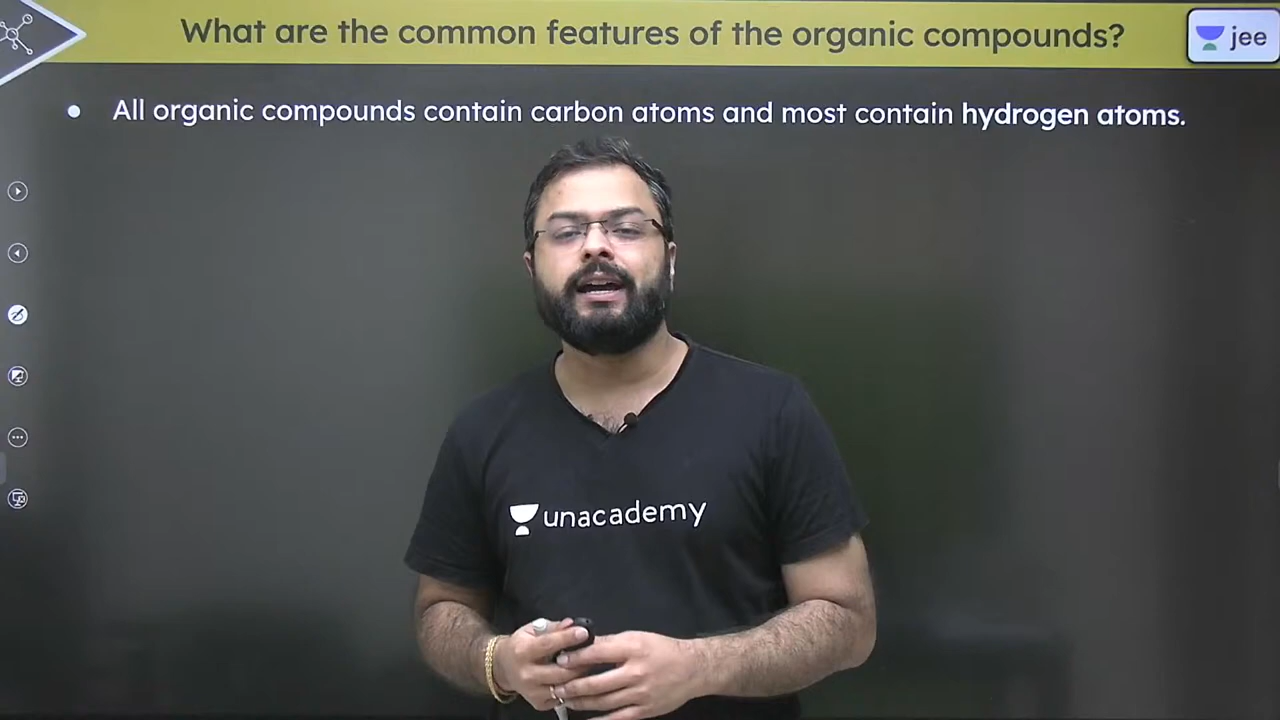 What are the common features of the organic compounds?
jee
All organic compounds contain carbon atoms and most contain hydrogen atoms.
unacademy